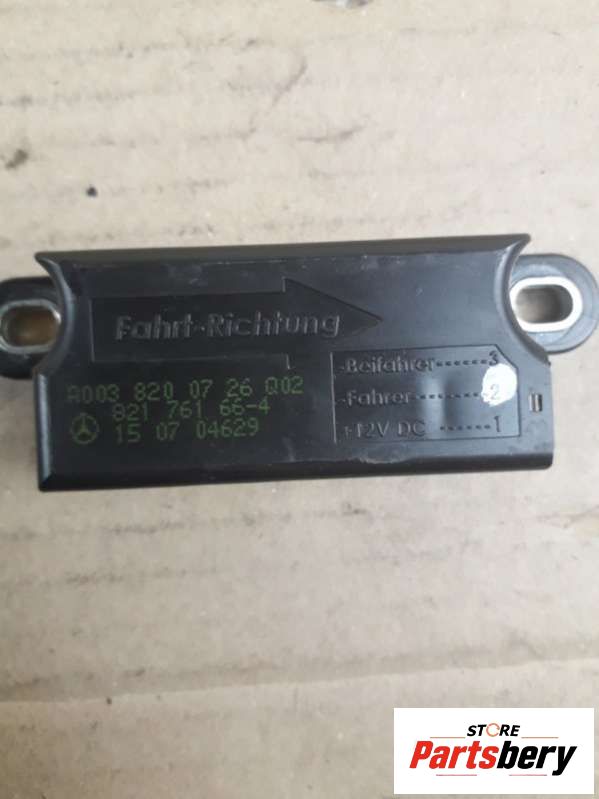 Fahrt-Richtung
A003 820 07 26 Q02
821 761 66-4
15 07 04629
-Beifahrer------3
-Fahrer-------2
+12V DC ------1
STORE
Partsbery